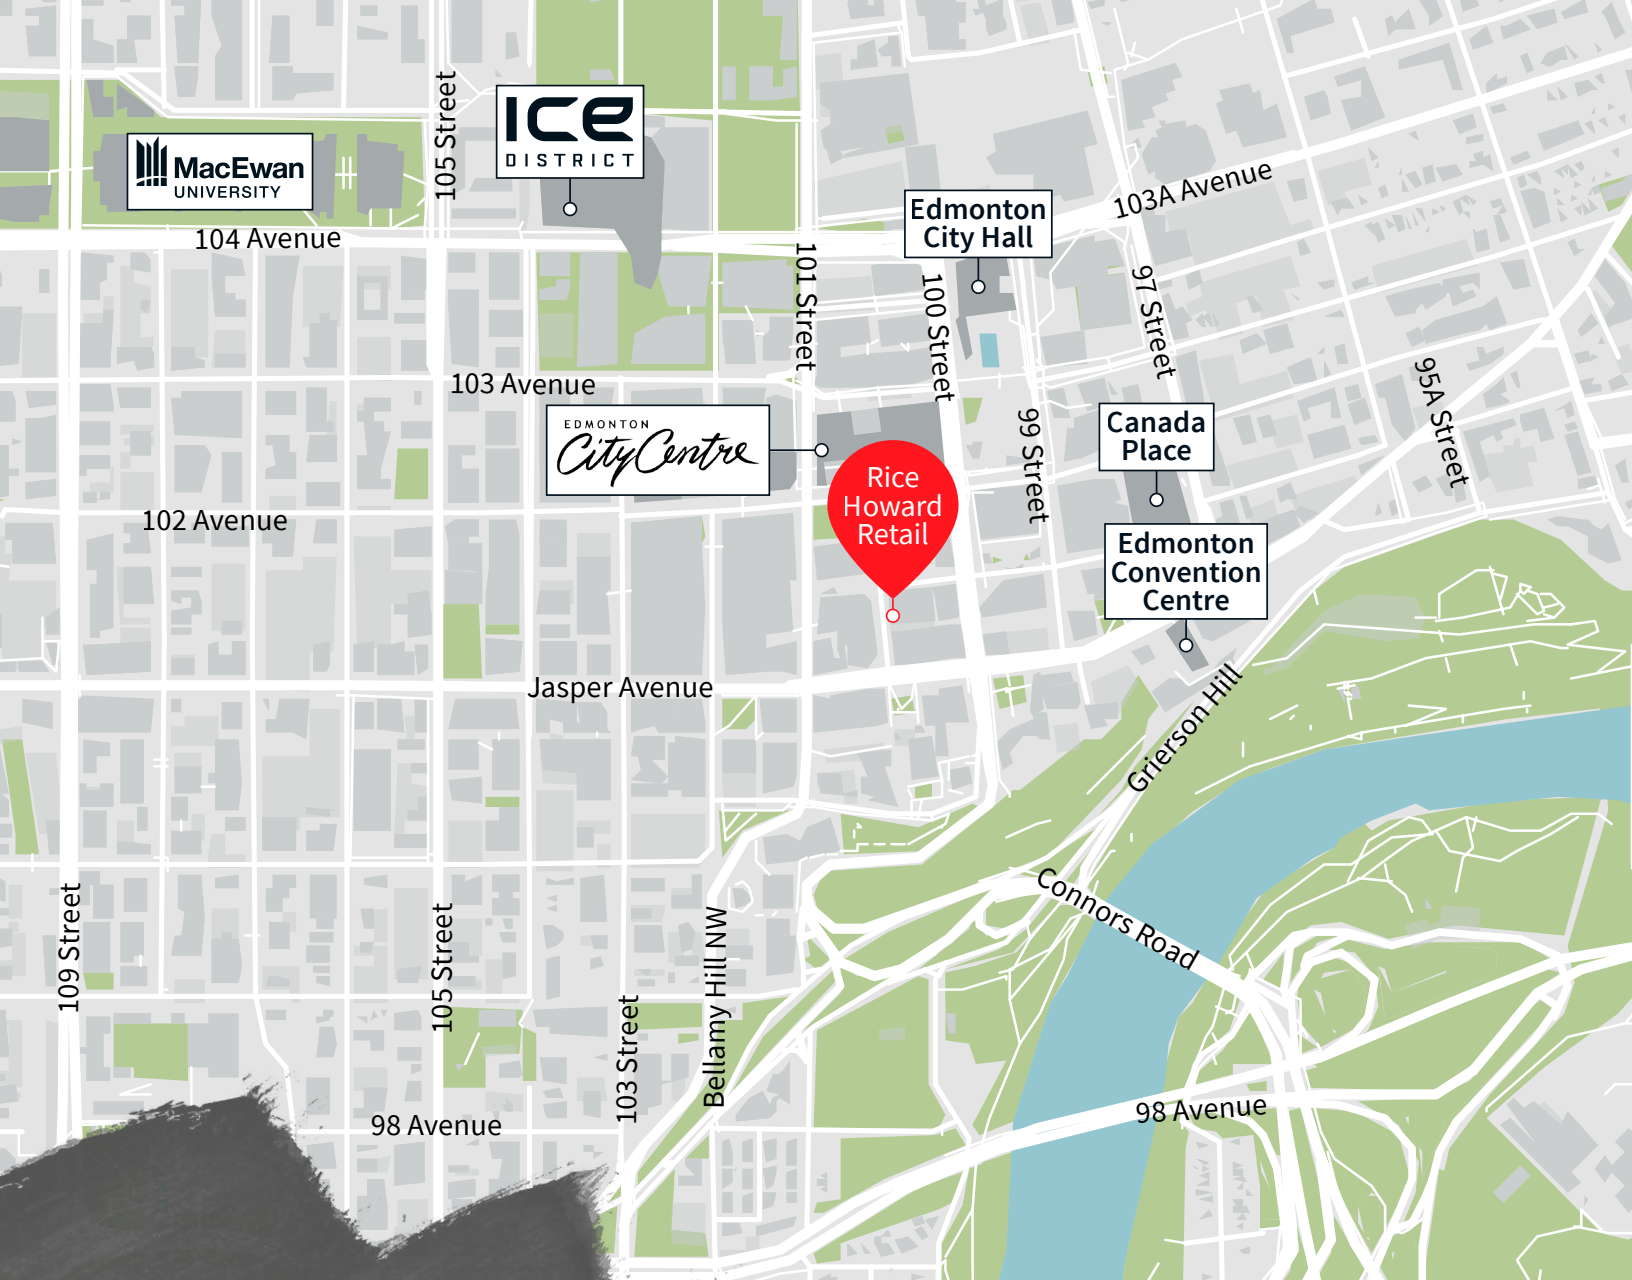 105 Street
ICE
DISTRICT
MacEwan
UNIVERSITY
103A Avenue
Edmonton
City Hall
104 Avenue
101 Street
100 Street
97 Street
103 Avenue
95A Street
EDMONTON
City Centre
99 Street
Canada
Place
Rice
Howard
Retail
102 Avenue
Edmonton
Convention
Centre
Jasper Avenue
Grierson Hill
Connors Road
109 Street
105 Street
Bellamy Hill NW
103 Street
98 Avenue
98 Avenue